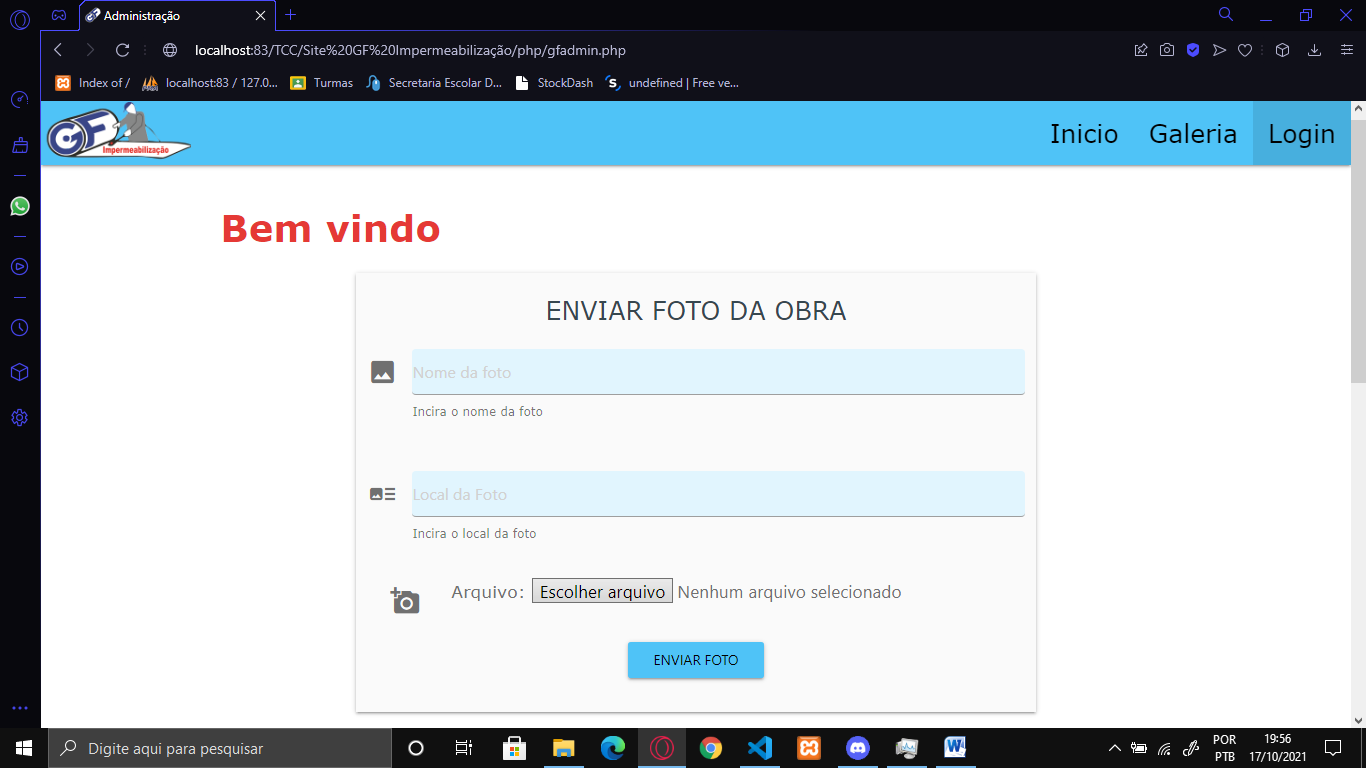 Administração
localhost:83/TCC/Site%20GF%20Impermeabilização/php/gfadmin.php
Index of /
localhost:83 / 127.0...
Turmas
Secretaria Escolar D...
StockDash
undefined | Free ve...
GF
Impermeabilização
Inicio
Galeria
Login
Bem vindo
ENVIAR FOTO DA OBRA
Nome da foto
Incira o nome da foto
Local da Foto
Incira o local da foto
Arquivo: Escolher arquivo Nenhum arquivo selecionado
ENVIAR FOTO
Digite aqui para pesquisar
POR
PTB
19:56
17/10/2021